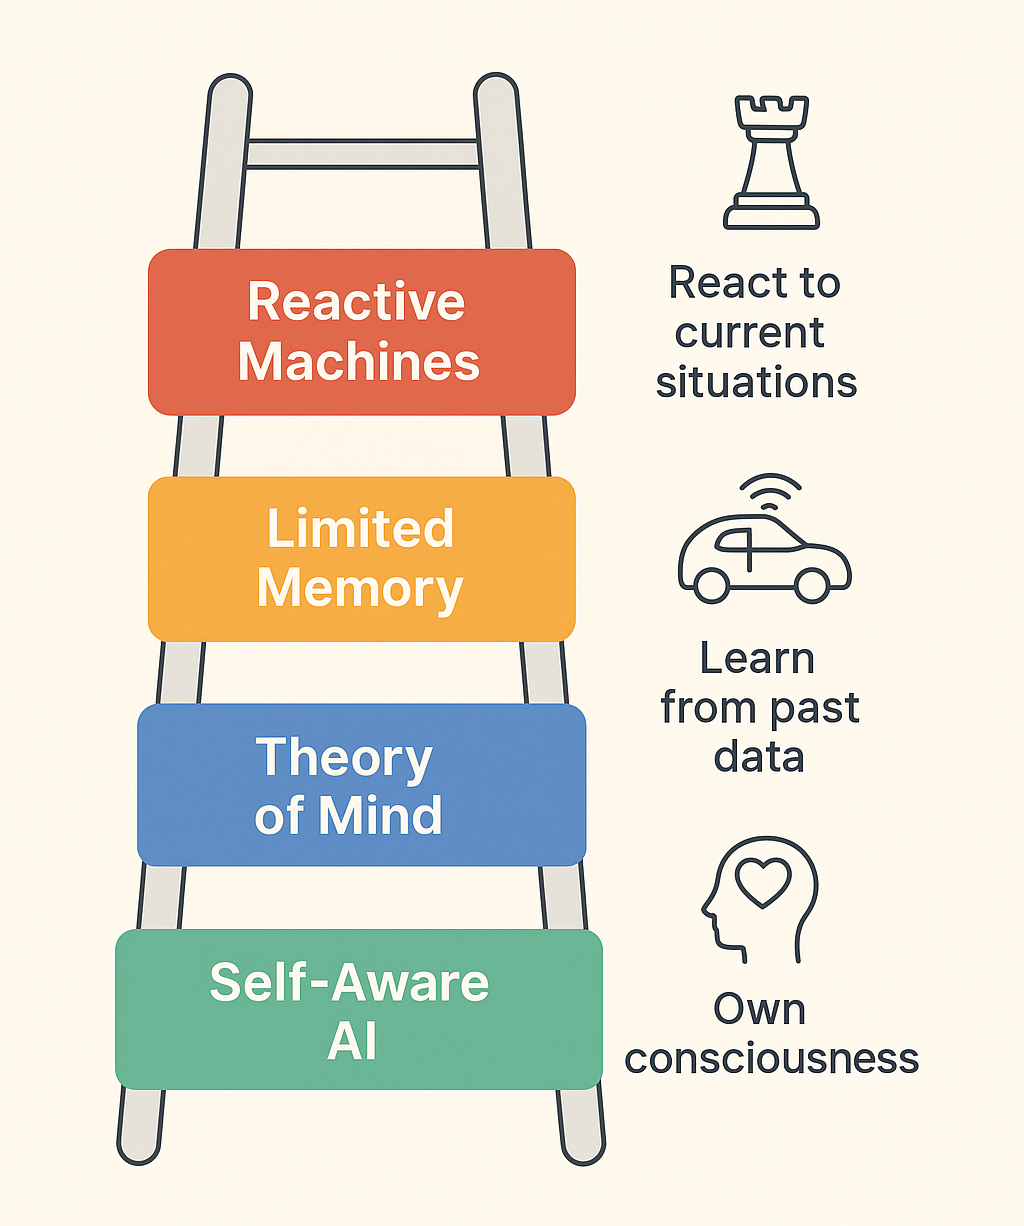 Reactive
Machines
React to
current
situations
Limited
Memory
Learn
from past
data
Theory
of Mind
Self-Aware
AI
Own
consciousness